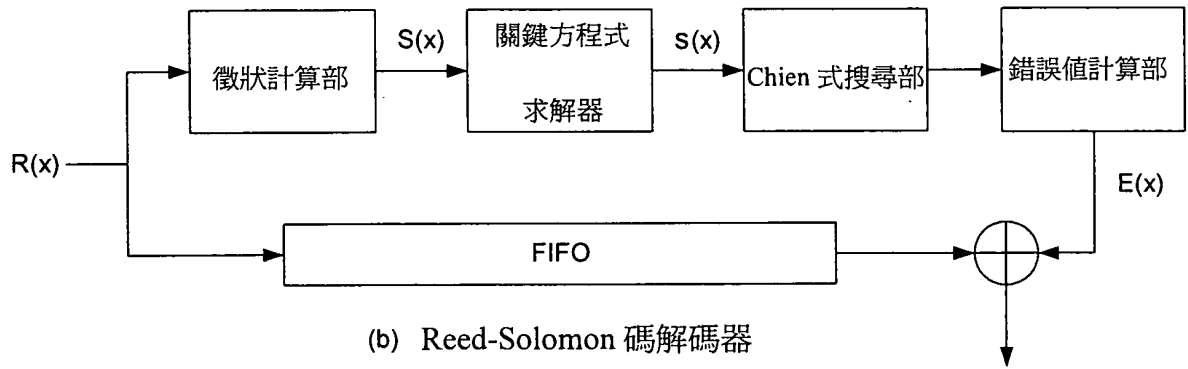 S(x)
s(x)
徵狀計算部
關鍵方程式
求解器
Chien 式搜尋部
錯誤值計算部
R(x)
E(x)
FIFO
(b) Reed-Solomon 碼解碼器